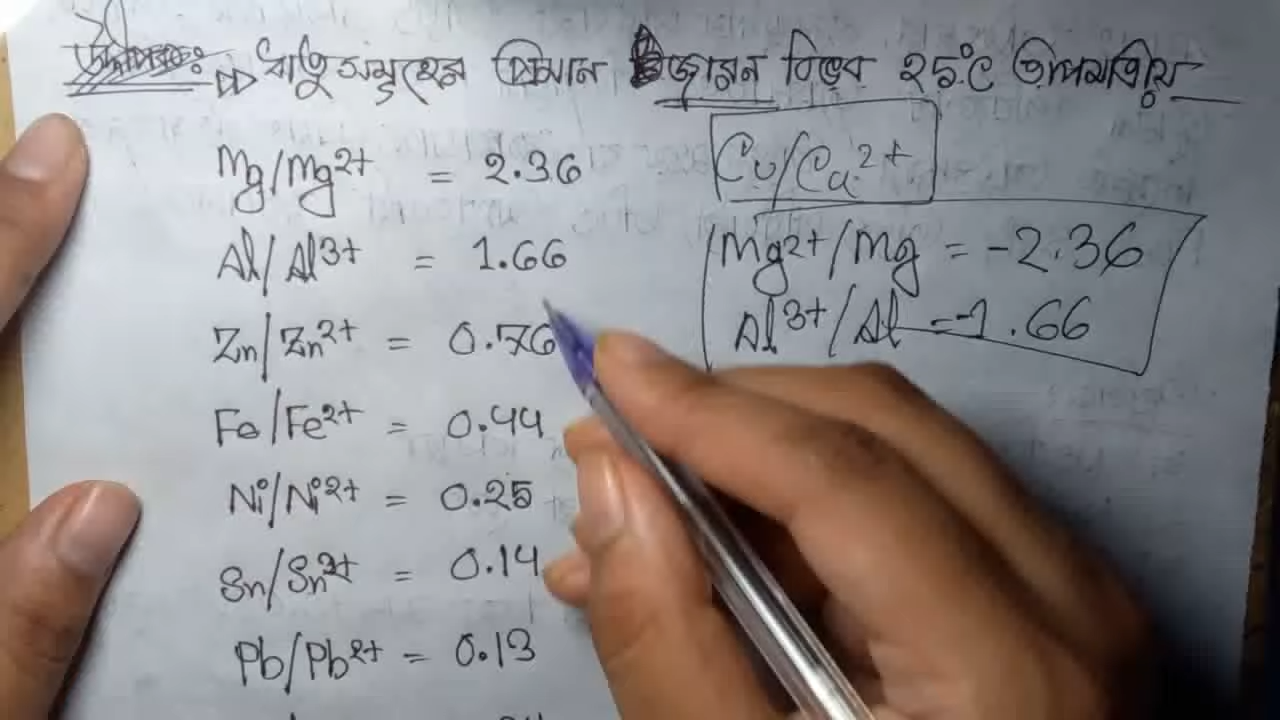 ধাতুসমূহের প্রমান জারন বিভব ২৫°C তাপমাত্রায়
Mg/Mg2+ = 2.36
Al/Al3+ = 1.66
Zn/Zn2+ = 0.76
Fe/Fe2+ = 0.44
Ni/Ni2+ = 0.25
Sn/Sn2+ = 0.14
Pb/Pb2+ = 0.13
Cu/Cu2+
Mg2+/Mg = -2.36
Al3+/Al = -1.66